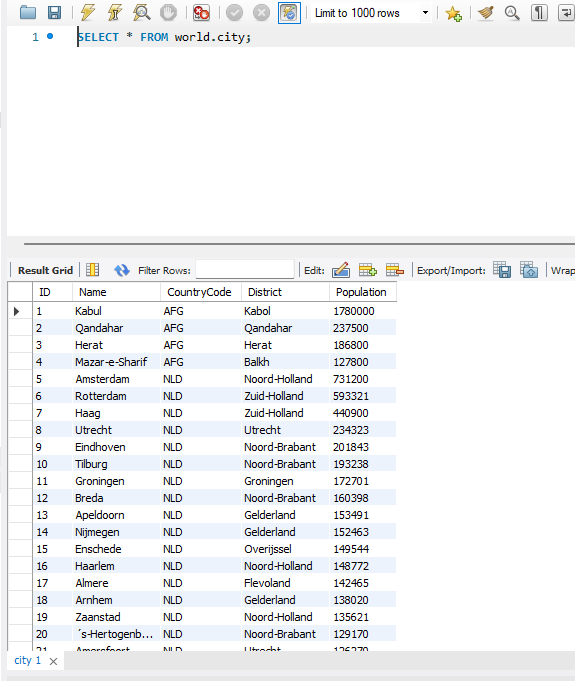 Limit to 1000 rows
1 SELECT * FROM world.city;
Result Grid Filter Rows: Edit: Export/Import: Wrap
ID Name CountryCode District Population
1 Kabul AFG Kabol 1780000
2 Qandahar AFG Qandahar 237500
3 Herat AFG Herat 186800
4 Mazar-e-Sharif AFG Balkh 127800
5 Amsterdam NLD Noord-Holland 731200
6 Rotterdam NLD Zuid-Holland 593321
7 Haag NLD Zuid-Holland 440900
8 Utrecht NLD Utrecht 234323
9 Eindhoven NLD Noord-Brabant 201843
10 Tilburg NLD Noord-Brabant 193238
11 Groningen NLD Groningen 172701
12 Breda NLD Noord-Brabant 160398
13 Apeldoorn NLD Gelderland 153491
14 Nijmegen NLD Gelderland 152463
15 Enschede NLD Overijssel 149544
16 Haarlem NLD Noord-Holland 148772
17 Almere NLD Flevoland 142465
18 Arnhem NLD Gelderland 138020
19 Zaanstad NLD Noord-Holland 135621
20 ´s-Hertogenb... NLD Noord-Brabant 129170
21 Amersfoort NLD Utrecht 126270
city 1